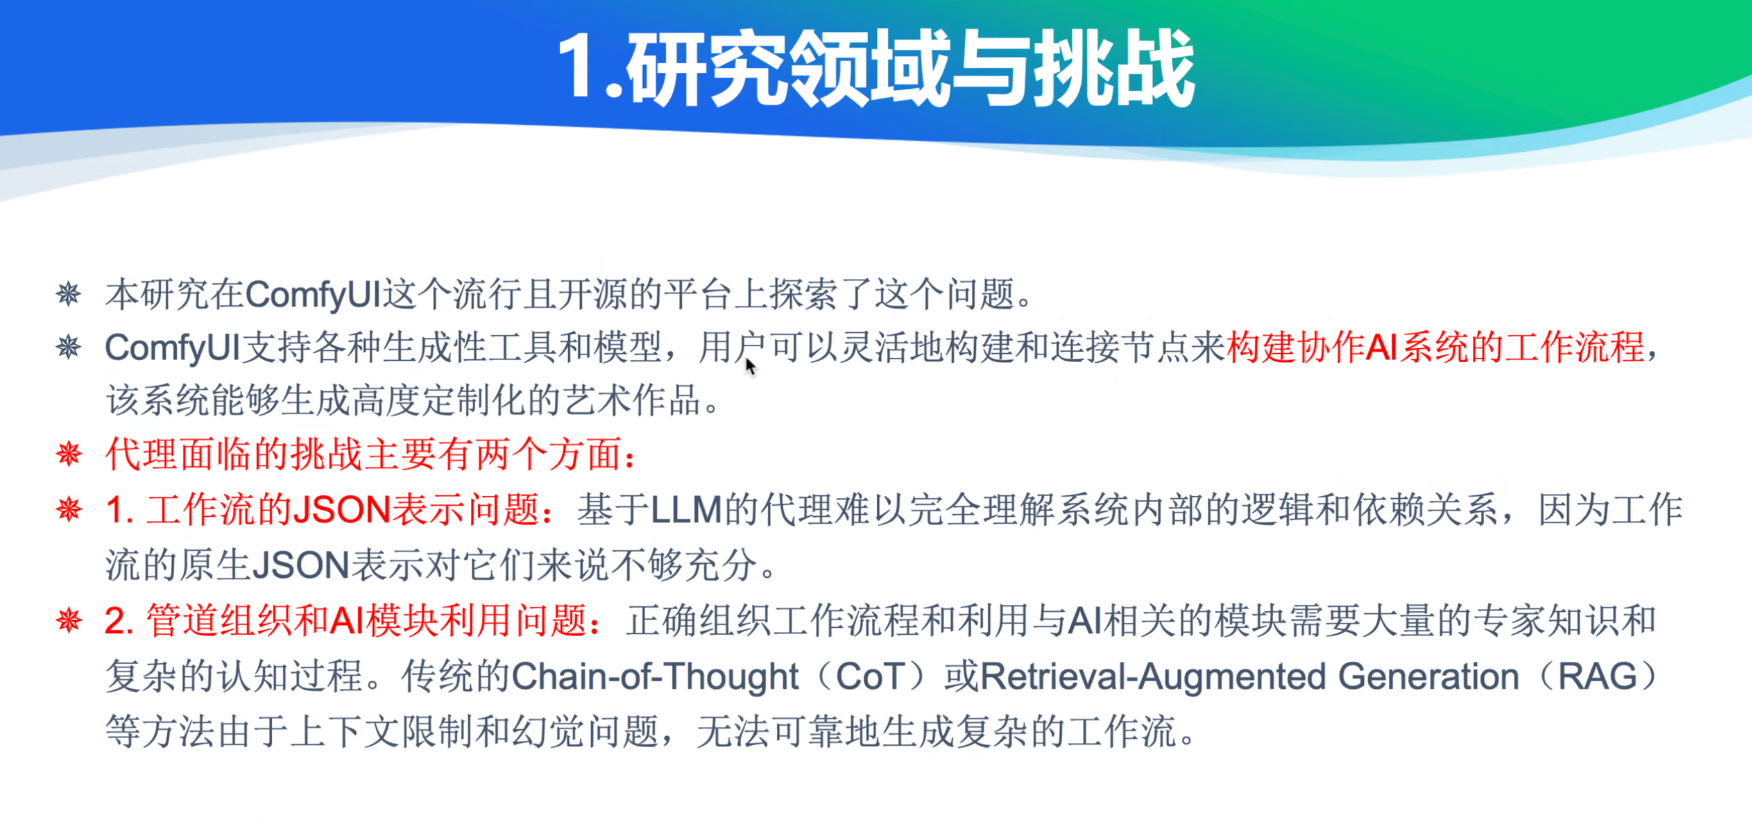 1.研究领域与挑战
本研究在ComfyUI这个流行且开源的平台上探索了这个问题。
ComfyUI支持各种生成性工具和模型，用户可以灵活地构建和连接节点来构建协作AI系统的工作流程，
该系统能够生成高度定制化的艺术作品。
代理面临的挑战主要有两个方面：
1. 工作流的JSON表示问题：基于LLM的代理难以完全理解系统内部的逻辑和依赖关系，因为工作
流的原生JSON表示对它们来说不够充分。
2. 管道组织和AI模块利用问题：正确组织工作流程和利用与AI相关的模块需要大量的专家知识和
复杂的认知过程。传统的Chain-of-Thought（CoT）或Retrieval-Augmented Generation（RAG）
等方法由于上下文限制和幻觉问题，无法可靠地生成复杂的工作流。